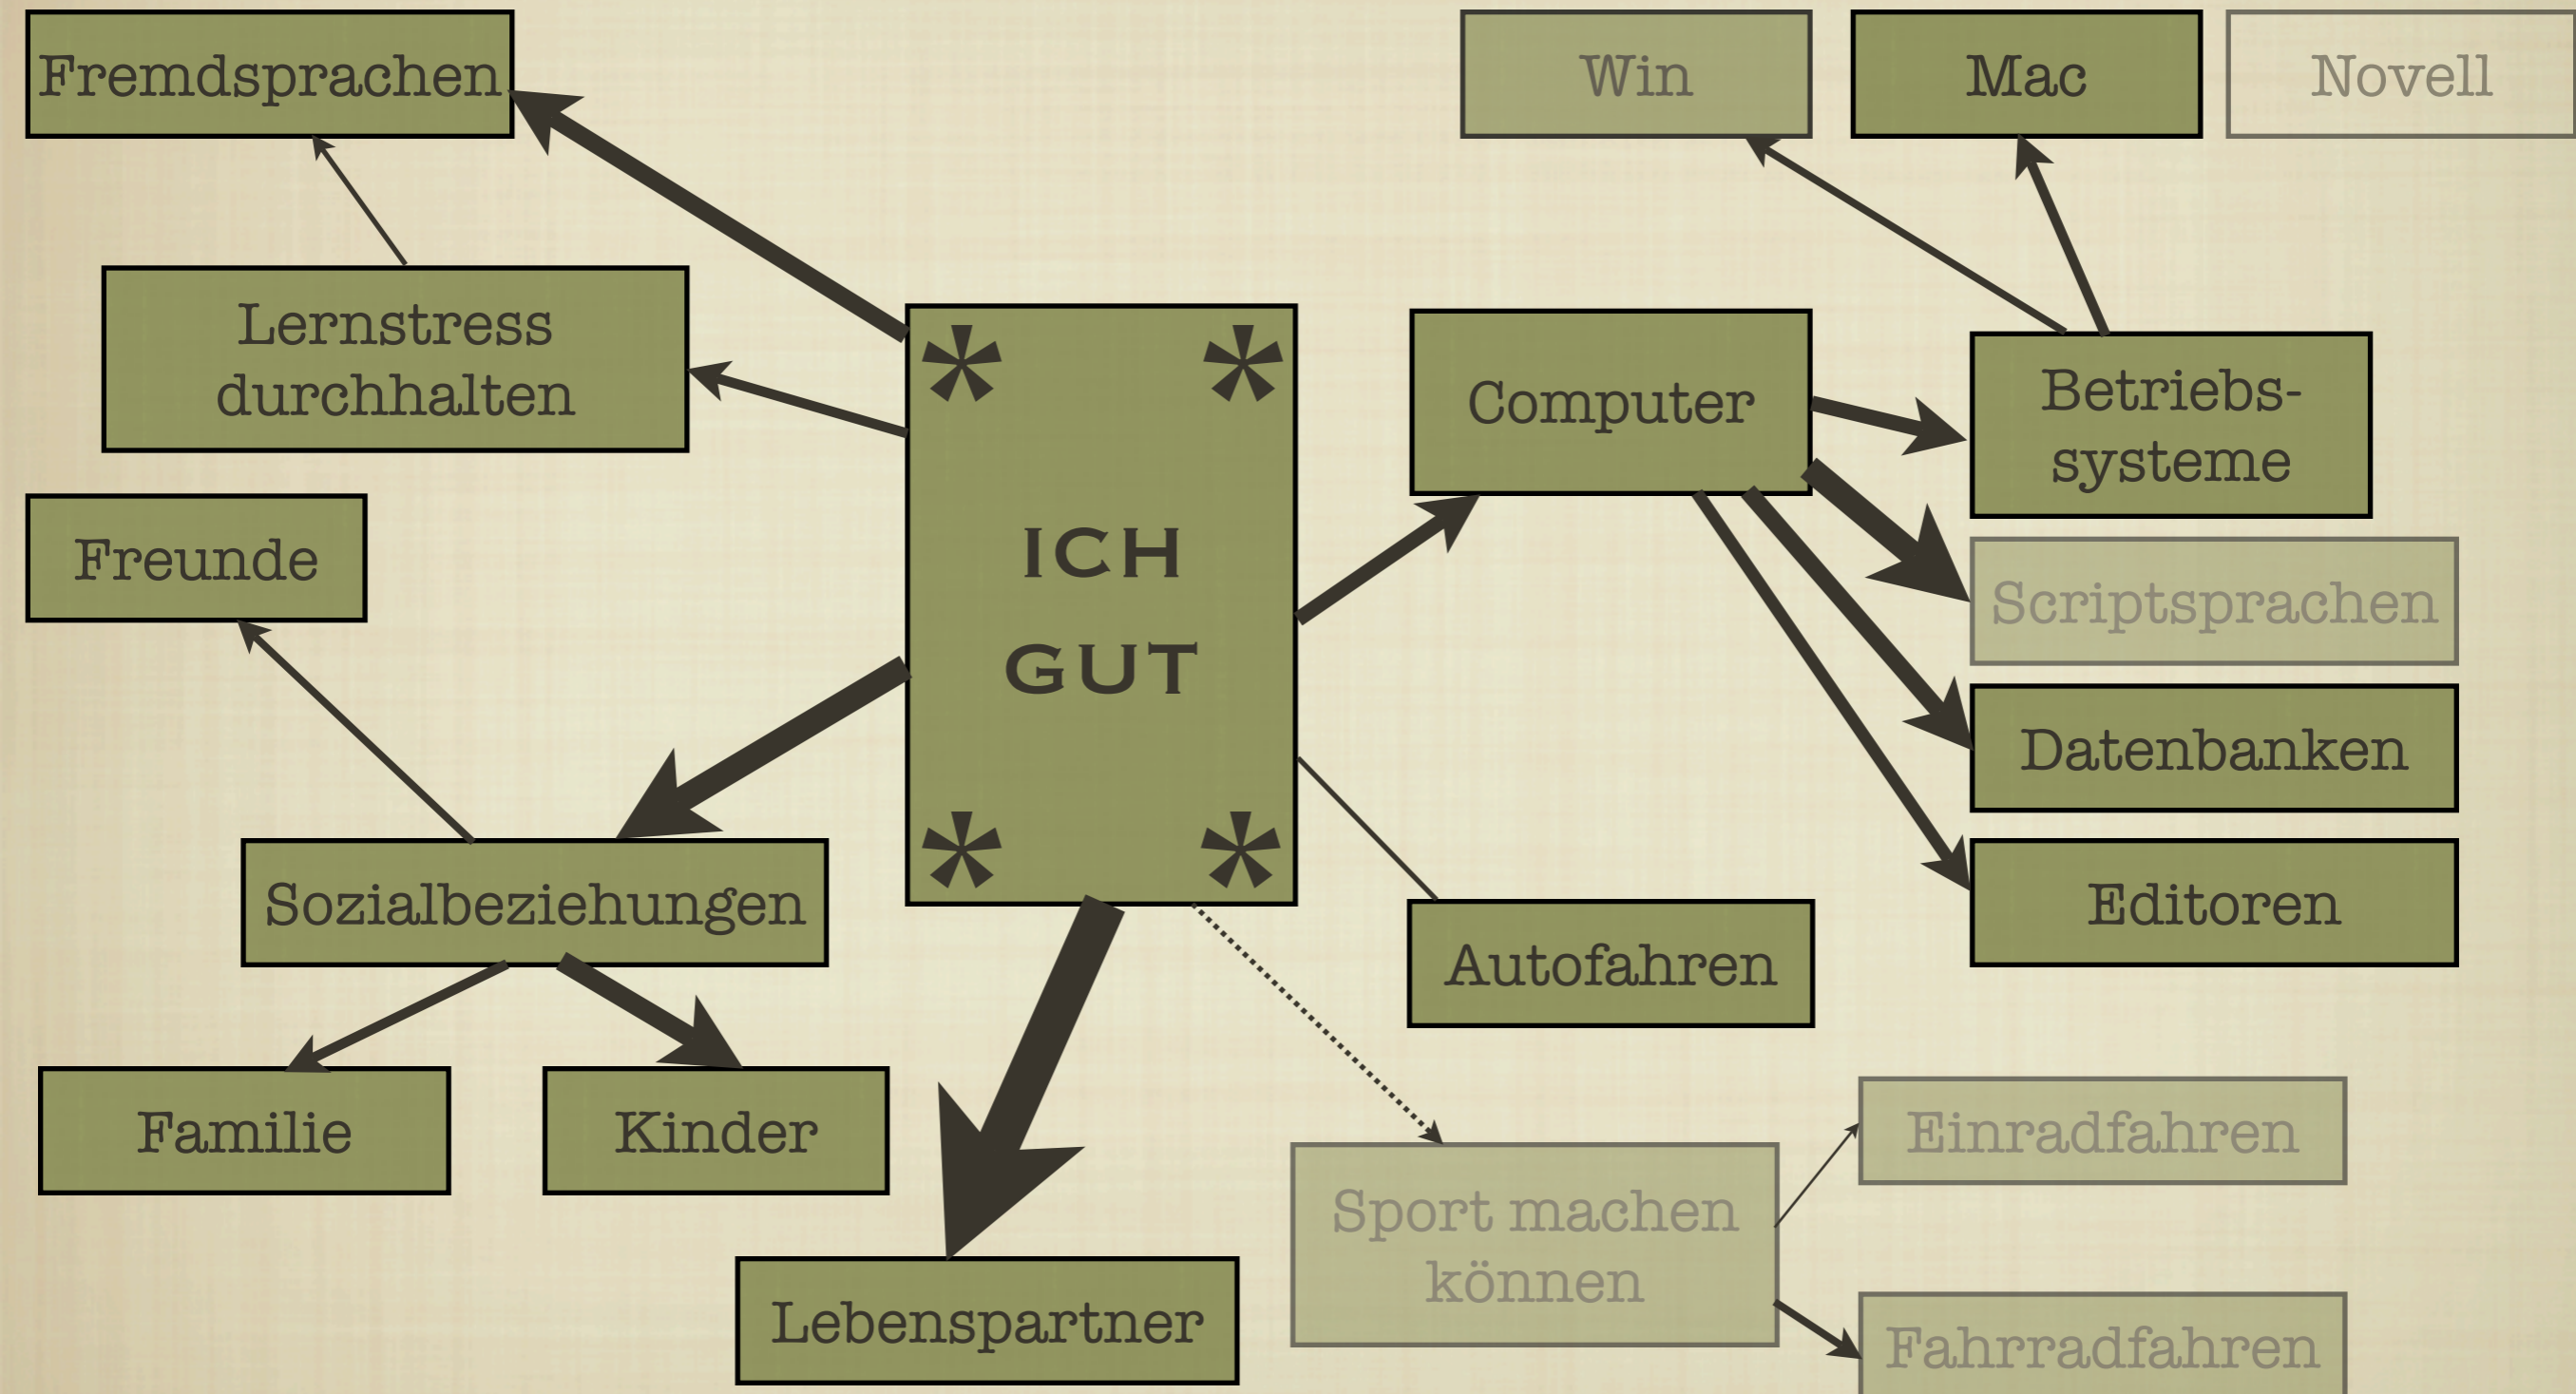 Fremdsprachen
Win
Mac
Novell
Lernstress
durchhalten
Computer
Betriebs-
systeme
* *
ICH
GUT
* *
Freunde
Scriptsprachen
Datenbanken
Editoren
Sozialbeziehungen
Autofahren
Familie
Kinder
Lebenspartner
Sport machen
können
Einradfahren
Fahrradfahren